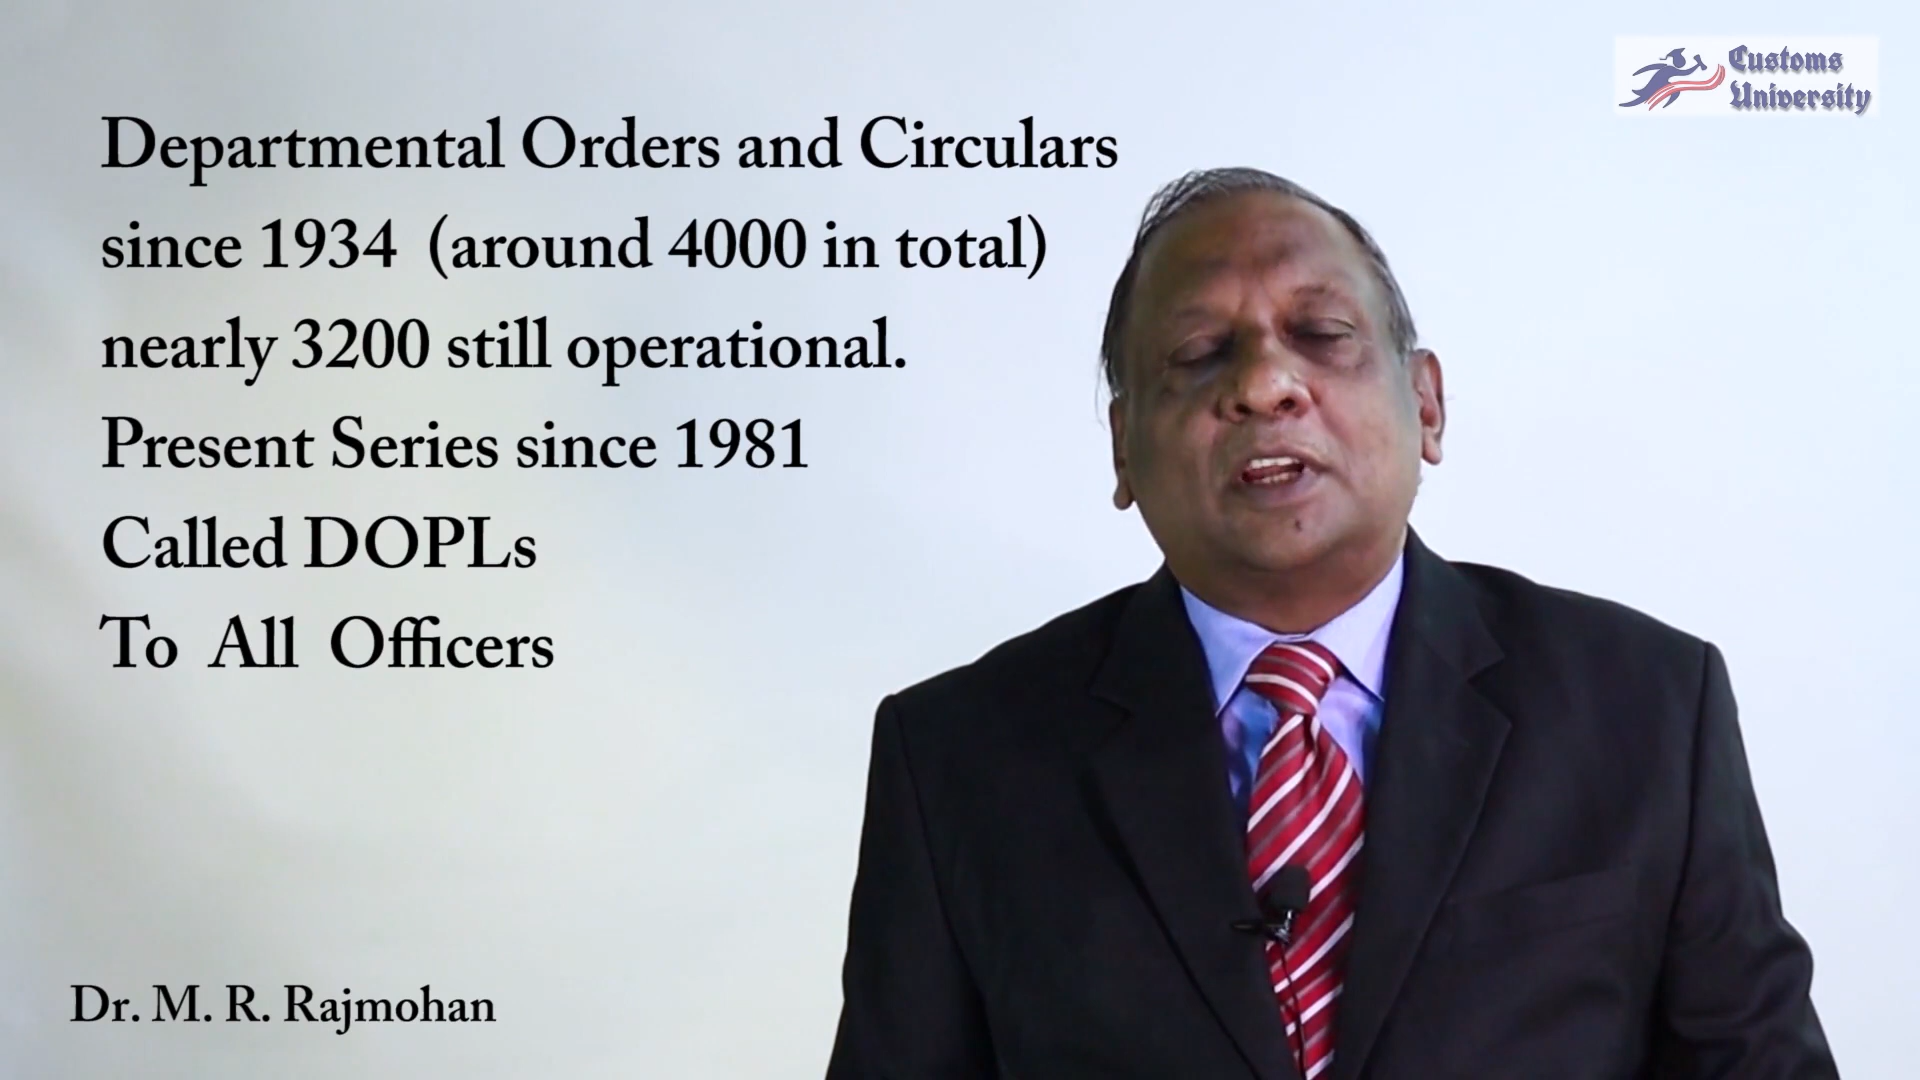 Customs
University
Departmental Orders and Circulars
since 1934 (around 4000 in total)
nearly 3200 still operational.
Present Series since 1981
Called DOPLs
To All Officers
Dr. M. R. Rajmohan